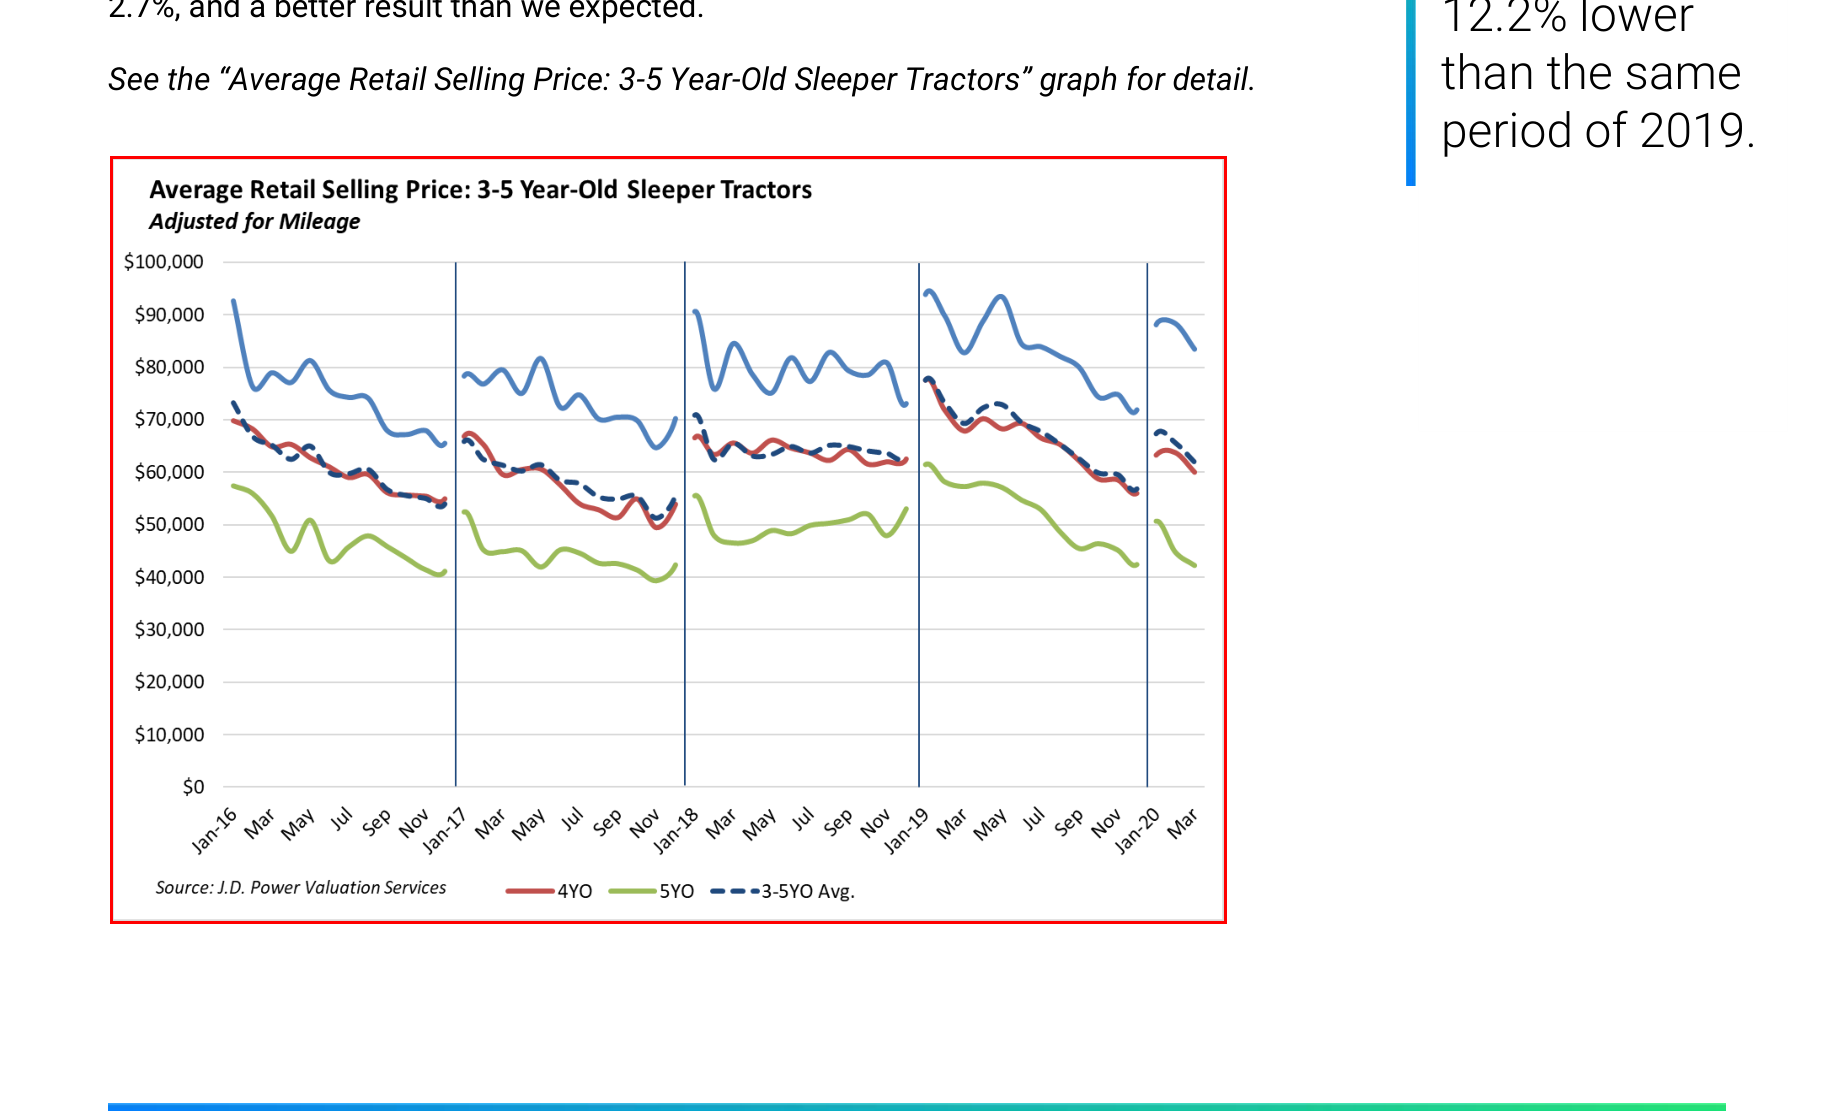 2.7%, and a better result than we expected.
See the “Average Retail Selling Price: 3-5 Year-Old Sleeper Tractors” graph for detail.
12.2% lower
than the same
period of 2019.
Average Retail Selling Price: 3-5 Year-Old Sleeper Tractors
Adjusted for Mileage
$100,000
$90,000
$80,000
$70,000
$60,000
$50,000
$40,000
$30,000
$20,000
$10,000
$0
Jan-16 Mar May Jul Sep Nov Jan-17 Mar May Jul Sep Nov Jan-18 Mar May Jul Sep Nov Jan-19 Mar May Jul Sep Nov Jan-20 Mar
Source: J.D. Power Valuation Services 4YO 5YO 3-5YO Avg.